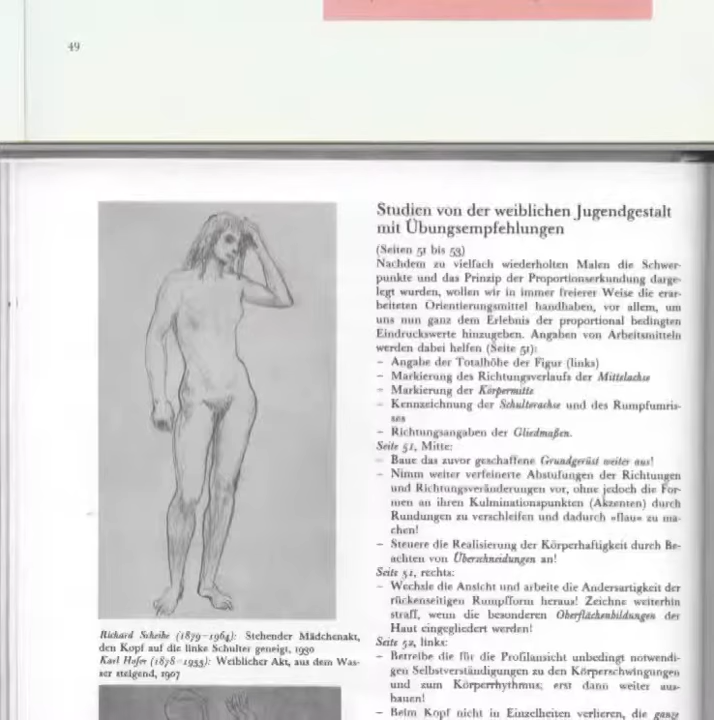 49
Studien von der weiblichen Jugendgestalt
mit Übungsempfehlungen
(Seiten 51 bis 53)
Nachdem zu vielfach wiederholten Malen die Schwer-
punkte und das Prinzip der Proportionserkundung darge-
legt wurden, wollen wir in immer freierer Weise die erar-
beiteten Orientierungsmittel handhaben, vor allem, um
uns nun ganz dem Erlebnis der proportional bedingten
Eindruckswerte hinzugeben. Angaben von Arbeitsmitteln
werden dabei helfen (Seite 51):
– Angabe der Totalhöhe der Figur (links)
– Markierung des Richtungsverlaufs der Mittelachse
– Markierung der Körpermitte
– Kennzeichnung der Schulterachse und des Rumpfumris-
ses
– Richtungsangaben der Gliedmaßen.
Seite 51, Mitte:
– Baue das zuvor geschaffene Grundgerüst weiter aus!
– Nimm weiter verfeinerte Abstufungen der Richtungen
und Richtungsveränderungen vor, ohne jedoch die For-
men an ihren Kulminationspunkten (Akzenten) durch
Rundungen zu verschleifen und dadurch »flau« zu ma-
chen!
– Steuere die Realisierung der Körperhaftigkeit durch Be-
achten von Überschneidungen an!
Seite 51, rechts:
– Wechsle die Ansicht und arbeite die Andersartigkeit der
rückenseitigen Rumpfform heraus! Zeichne weiterhin
straff, wenn die besonderen Oberflächenbildungen der
Haut eingegliedert werden!
Seite 52, links:
– Betreibe die für die Profilansicht unbedingt notwendi-
gen Selbstverständigungen zu den Körperschwingungen
und zum Körperrhythmus; erst dann weiter aus-
bauen!
– Beim Kopf nicht in Einzelheiten verlieren, die ganze
Richard Scheibe (1879–1964): Stehender Mädchenakt,
den Kopf auf die linke Schulter geneigt, 1930
Karl Hofer (1878–1955): Weiblicher Akt, aus dem Was-
ser steigend, 1907